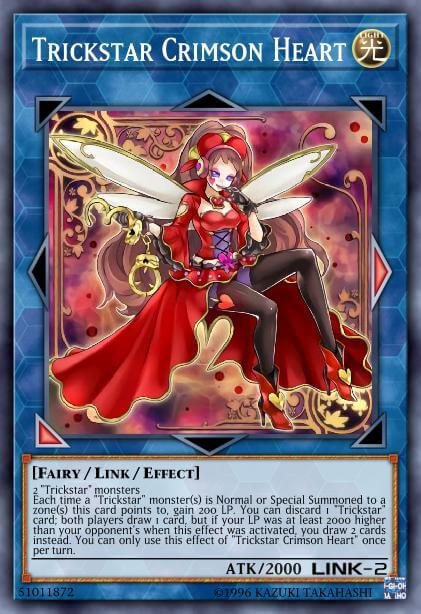 Trickstar Crimson Heart
LIGHT
光
[Fairy / Link / Effect]
2 "Trickstar" monsters
Each time a "Trickstar" monster(s) is Normal or Special Summoned to a
zone(s) this card points to, gain 200 LP. You can discard 1 "Trickstar"
card; both players draw 1 card, but if your LP was at least 2000 higher
than your opponent's when this effect was activated, you draw 2 cards
instead. You can only use this effect of "Trickstar Crimson Heart" once
per turn.
ATK/2000 LINK-2
51011872
©1996 KAZUKI TAKAHASHI